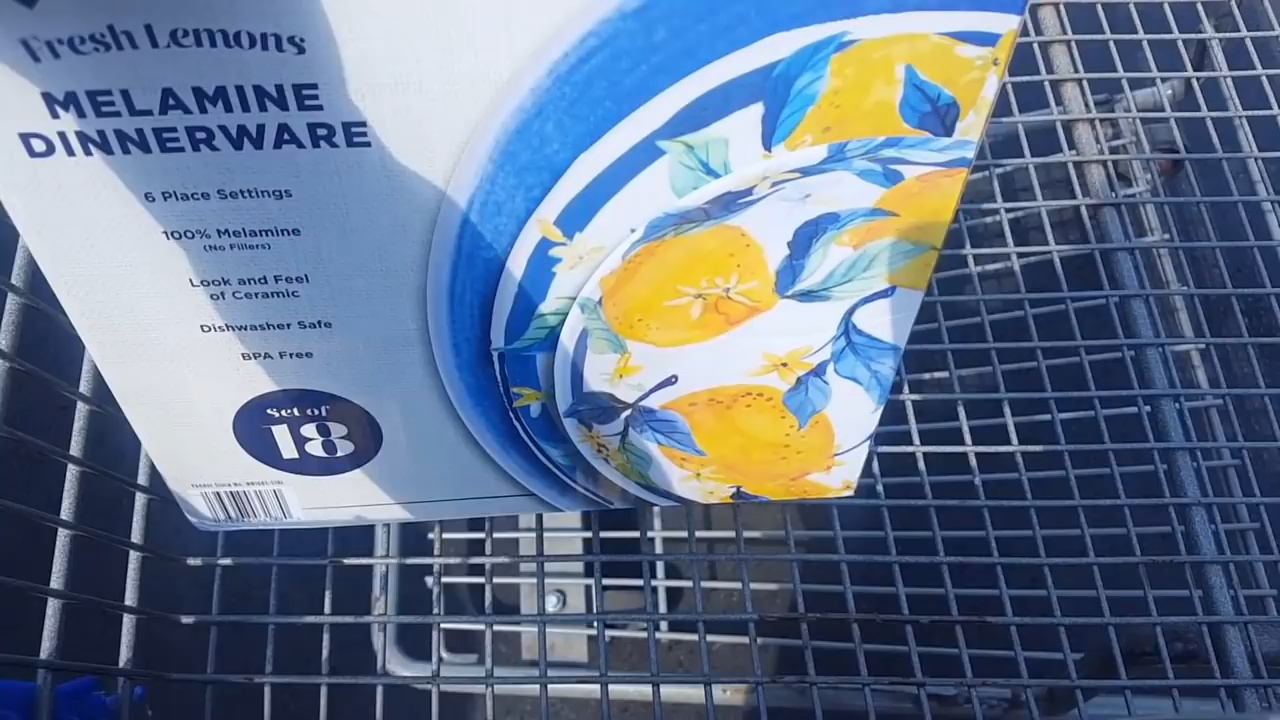 Fresh Lemons
MELAMINE
DINNERWARE
6 Place Settings
100% Melamine
(No Fillers)
Look and Feel
of Ceramic
Dishwasher Safe
BPA Free
Set of
18